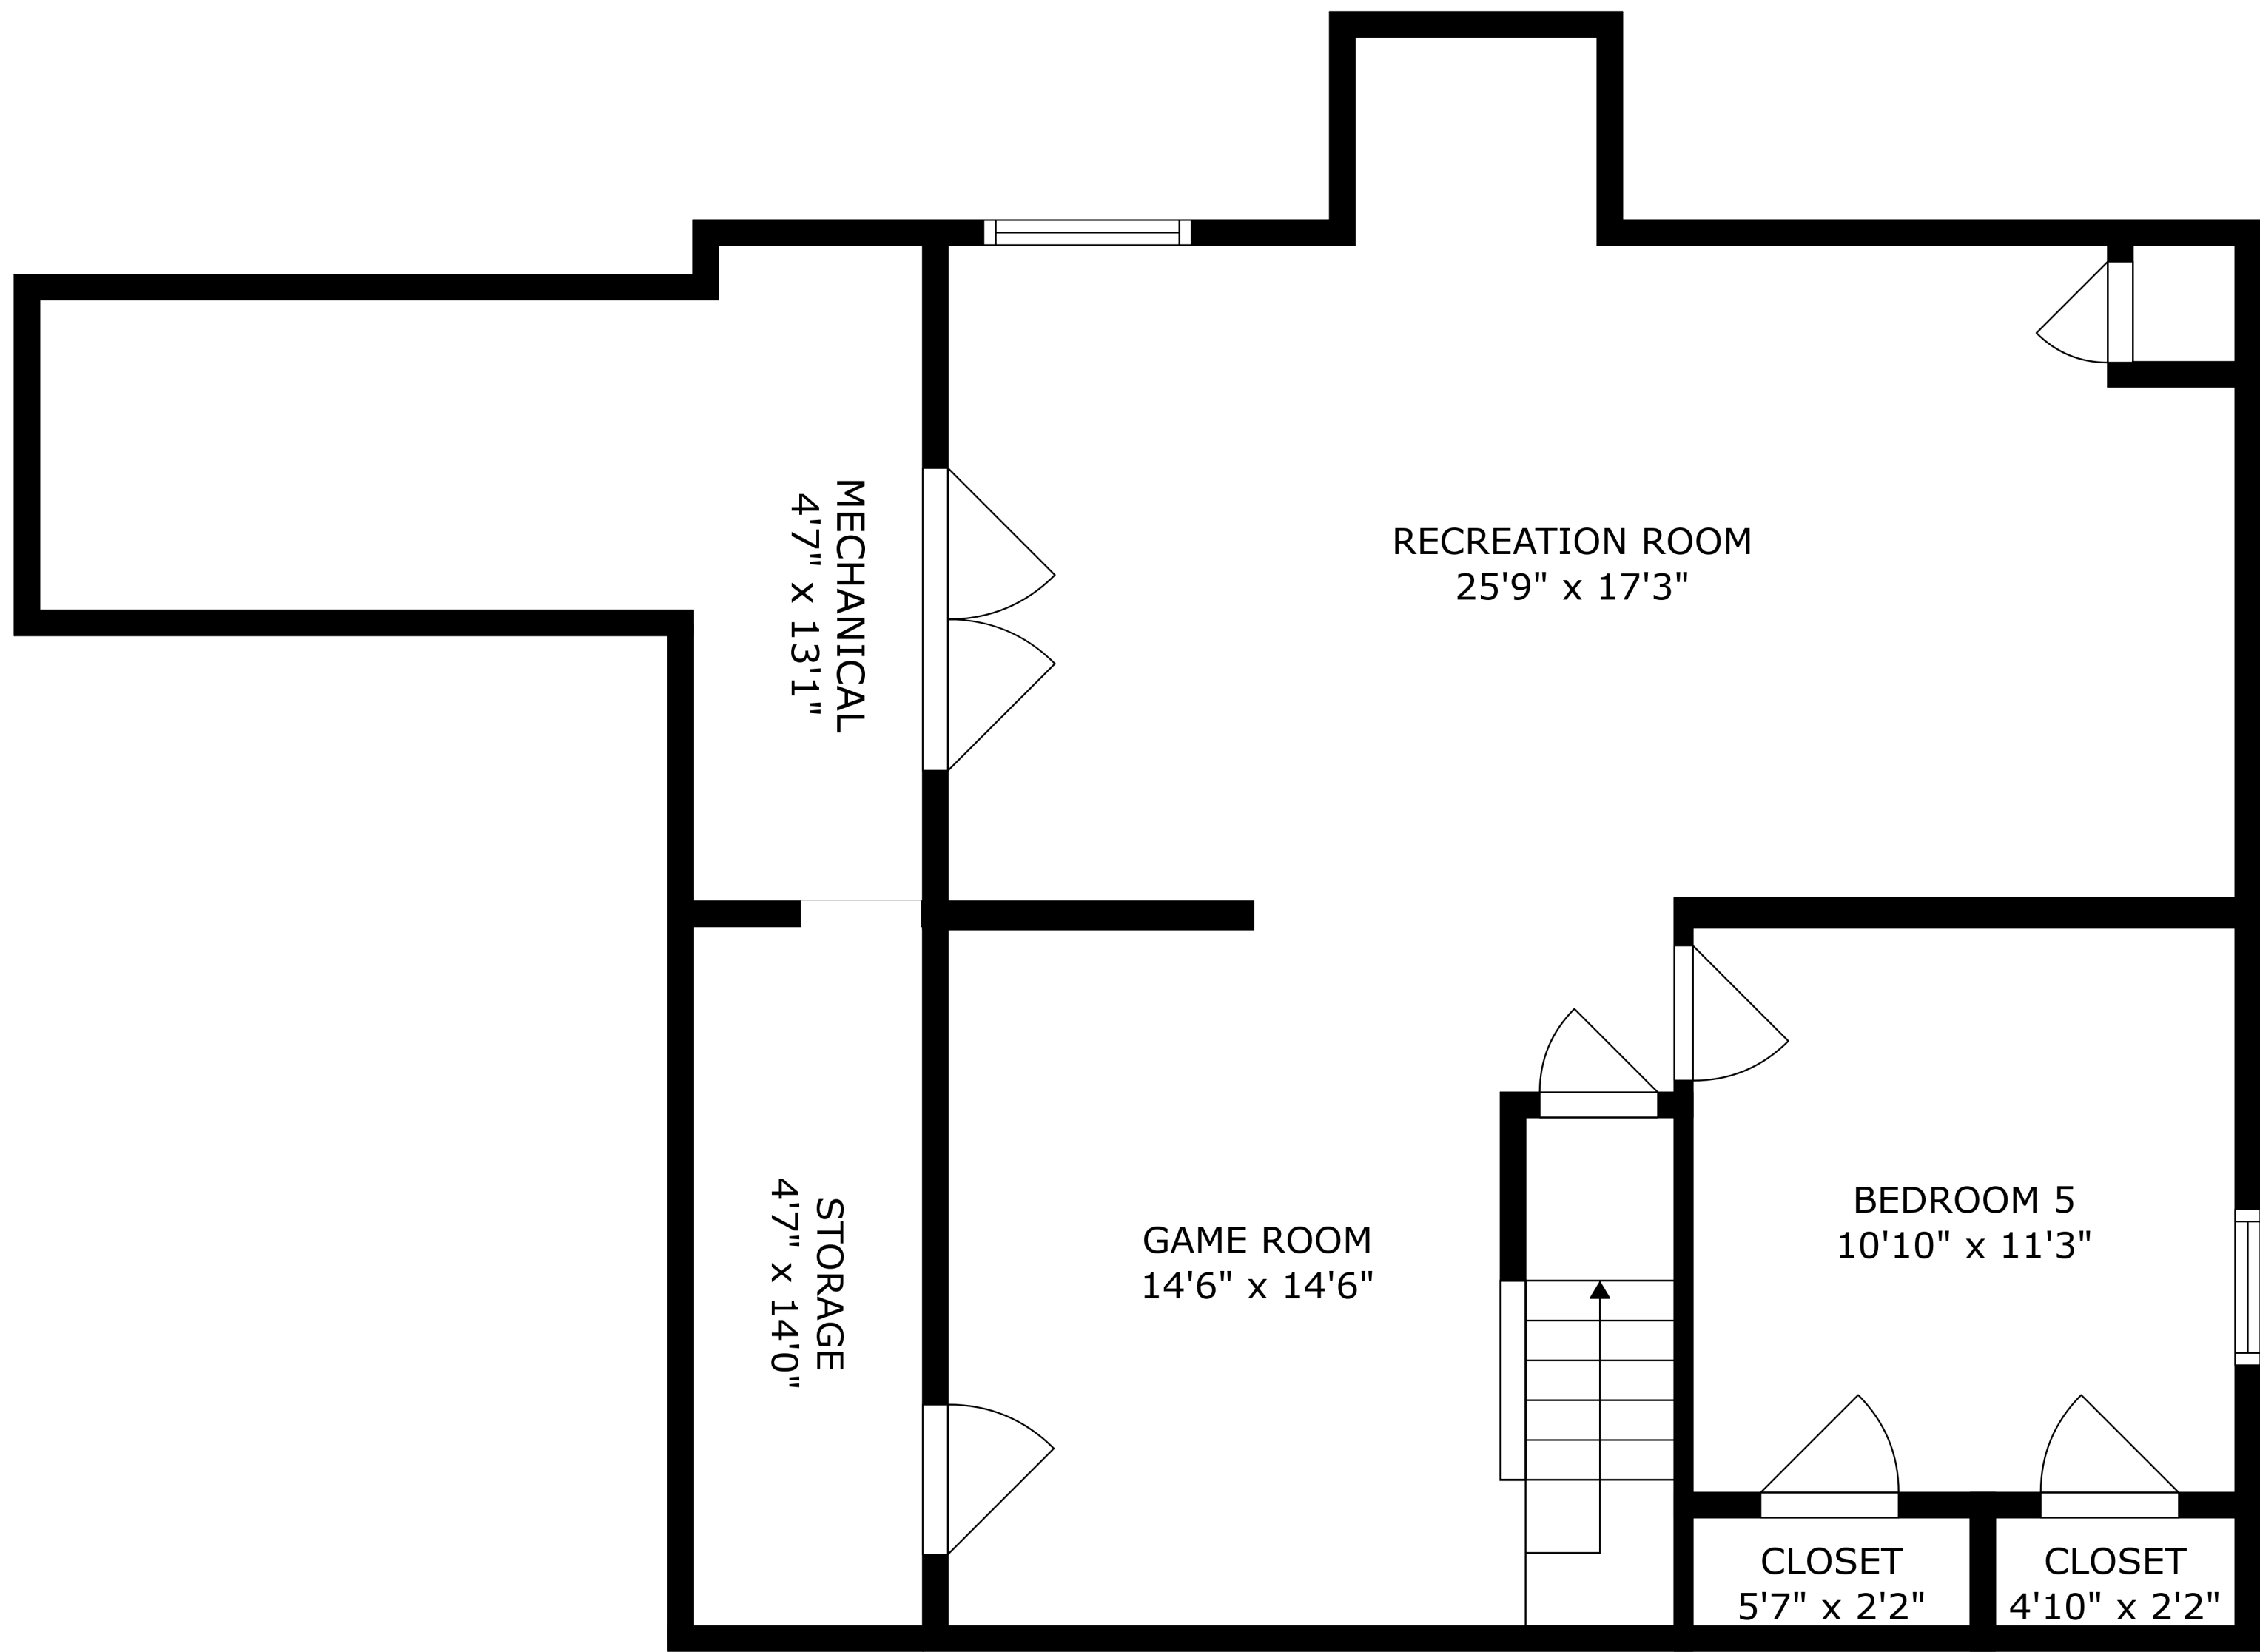 RECREATION ROOM
25'9" x 17'3"
MECHANICAL
4'7" x 13'1"
BEDROOM 5
10'10" x 11'3"
GAME ROOM
14'6" x 14'6"
STORAGE
4'7" x 14'0"
CLOSET
5'7" x 2'2"
CLOSET
4'10" x 2'2"